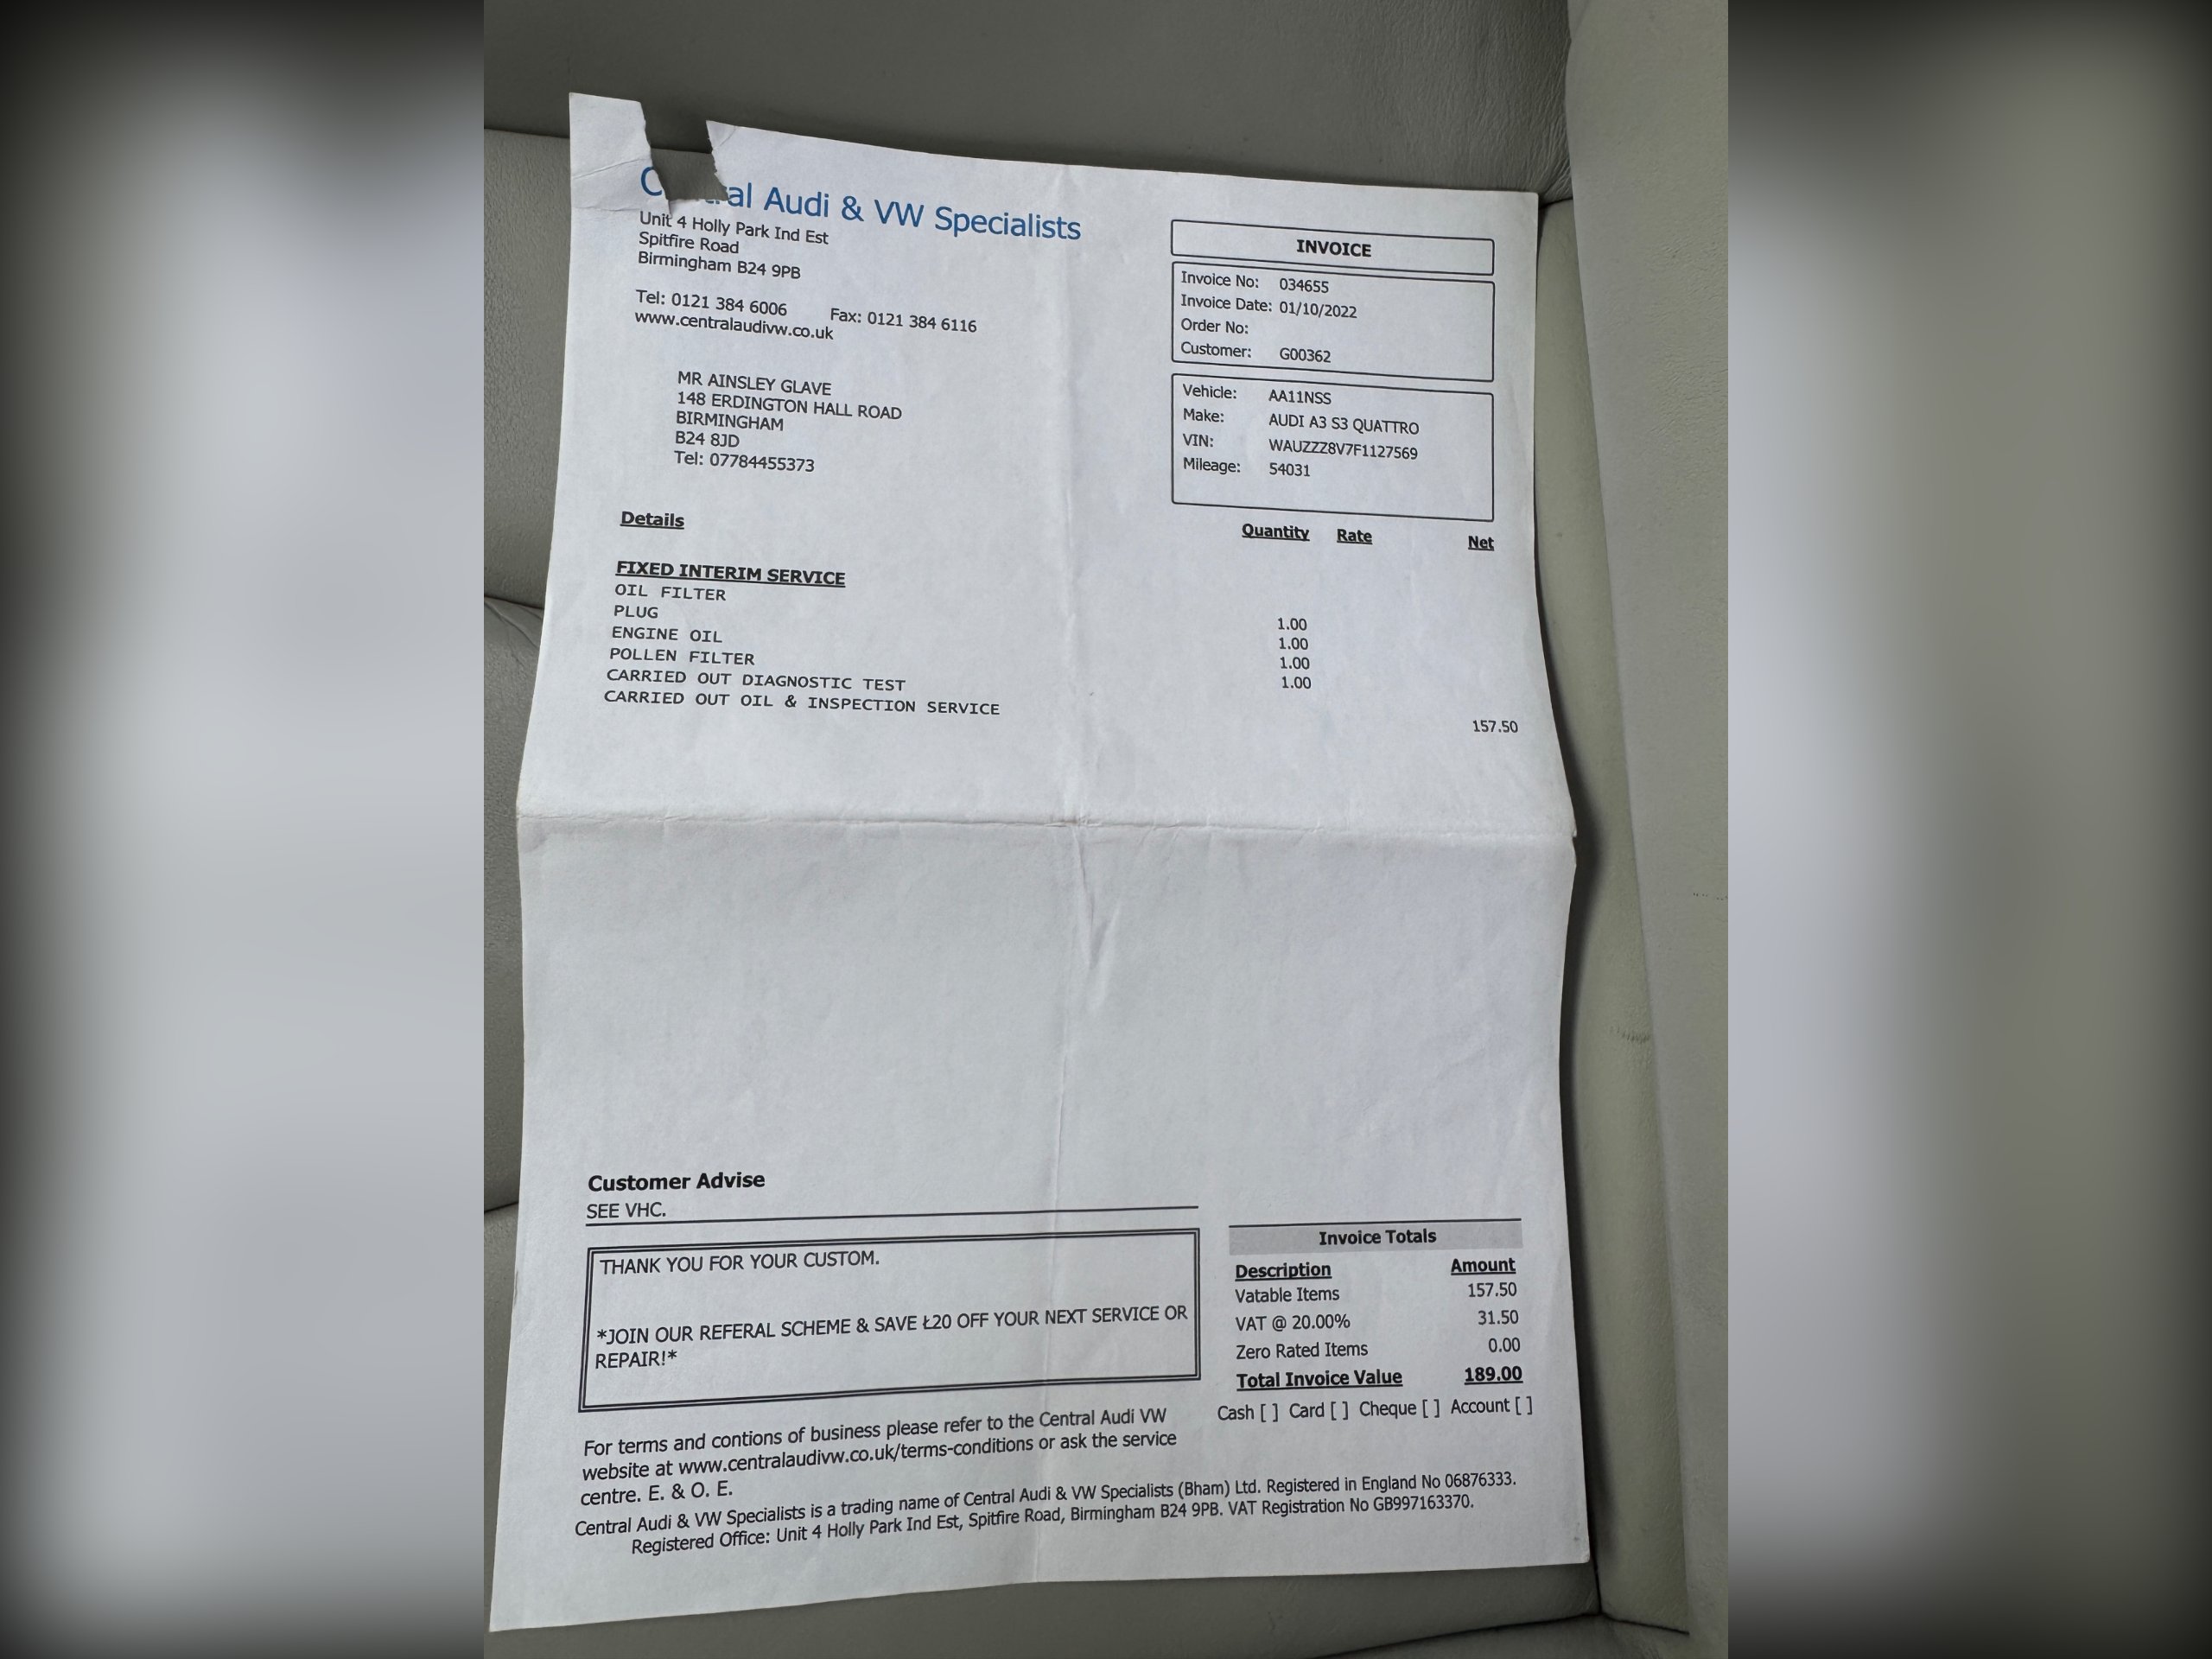 C al Audi & VW Specialists
Unit 4 Holly Park Ind Est
Spitfire Road
Birmingham B24 9PB
Tel: 0121 384 6006 Fax: 0121 384 6116
www.centralaudivw.co.uk
INVOICE
Invoice No: 034655
Invoice Date: 01/10/2022
Order No:
Customer: G00362
MR AINSLEY GLAVE
148 ERDINGTON HALL ROAD
BIRMINGHAM
B24 8JD
Tel: 07784455373
Vehicle: AA11NSS
Make: AUDI A3 S3 QUATTRO
VIN: WAUZZZ8V7F1127569
Mileage: 54031
Details Quantity Rate Net
FIXED INTERIM SERVICE
OIL FILTER 1.00
PLUG 1.00
ENGINE OIL 1.00
POLLEN FILTER 1.00
CARRIED OUT DIAGNOSTIC TEST
CARRIED OUT OIL & INSPECTION SERVICE
157.50
Customer Advise
SEE VHC.
THANK YOU FOR YOUR CUSTOM.
*JOIN OUR REFERAL SCHEME & SAVE Ł20 OFF YOUR NEXT SERVICE OR
REPAIR!*
Invoice Totals
Description Amount
Vatable Items 157.50
VAT @ 20.00% 31.50
Zero Rated Items 0.00
Total Invoice Value 189.00
Cash [ ] Card [ ] Cheque [ ] Account [ ]
For terms and contions of business please refer to the Central Audi VW
website at www.centralaudivw.co.uk/terms-conditions or ask the service
centre. E. & O. E.
Central Audi & VW Specialists is a trading name of Central Audi & VW Specialists (Bham) Ltd. Registered in England No 06876333.
Registered Office: Unit 4 Holly Park Ind Est, Spitfire Road, Birmingham B24 9PB. VAT Registration No GB997163370.